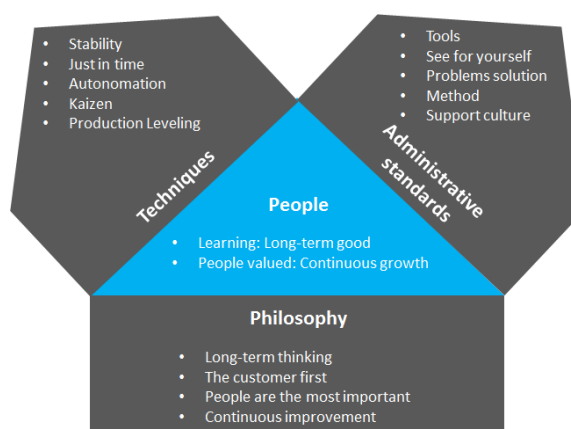 • Stability
• Just in time
• Autonomation
• Kaizen
• Production Leveling
Techniques
• Tools
• See for yourself
• Problems solution
• Method
• Support culture
Administrative
standards
People
• Learning: Long-term good
• People valued: Continuous growth
Philosophy
• Long-term thinking
• The customer first
• People are the most important
• Continuous improvement